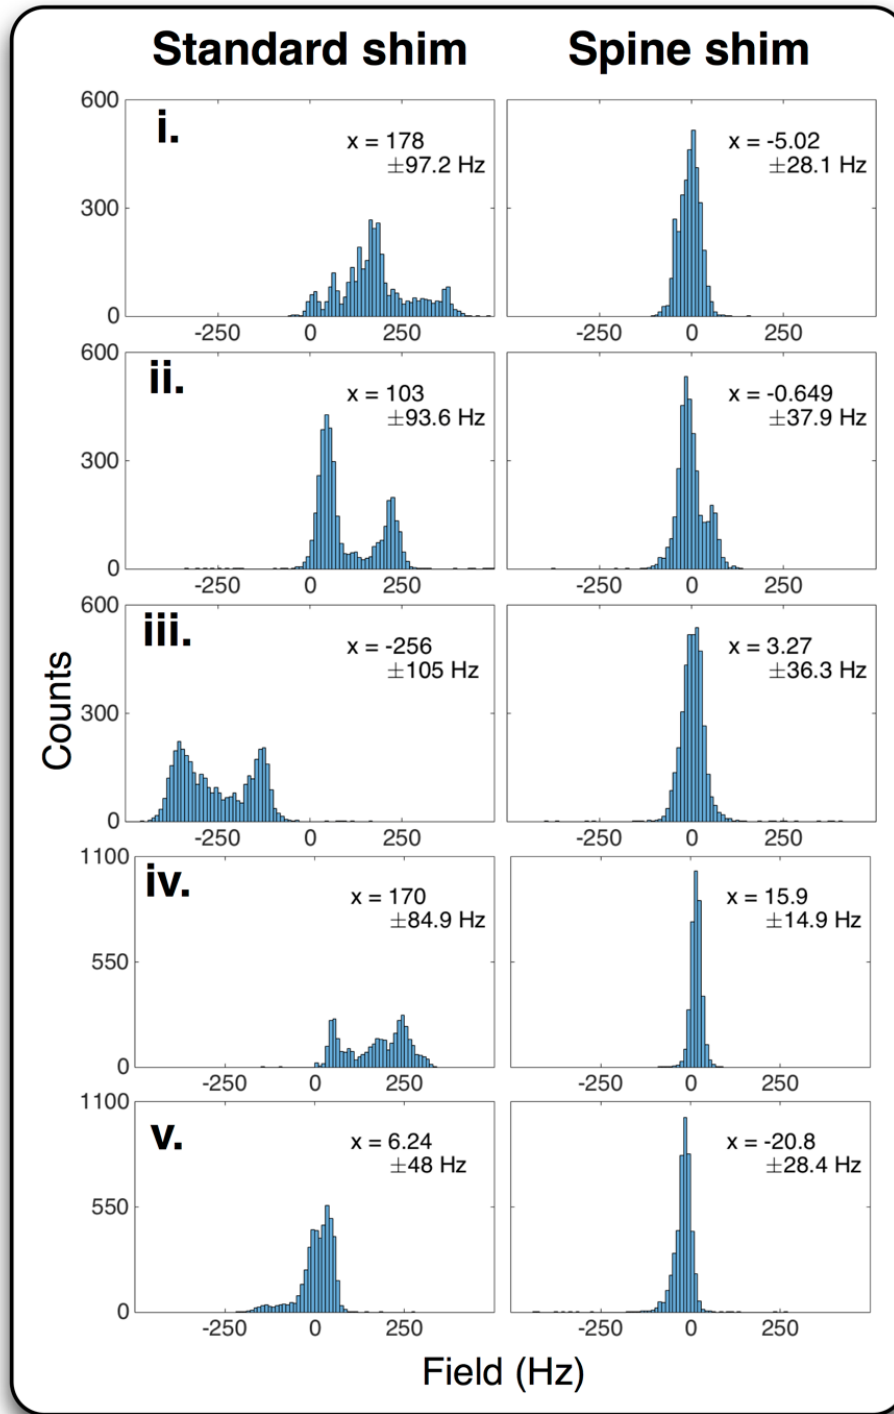 Standard shim
Spine shim
600
300
0
i.
x = 178
±97.2 Hz
-250 0 250
x = -5.02
±28.1 Hz
-250 0 250
600
300
0
ii.
x = 103
±93.6 Hz
-250 0 250
x = -0.649
±37.9 Hz
-250 0 250
600
300
0
iii.
x = -256
±105 Hz
-250 0 250
x = 3.27
±36.3 Hz
-250 0 250
Counts
1100
550
0
iv.
x = 170
±84.9 Hz
-250 0 250
x = 15.9
±14.9 Hz
-250 0 250
1100
550
0
v.
x = 6.24
±48 Hz
-250 0 250
x = -20.8
±28.4 Hz
-250 0 250
Field (Hz)